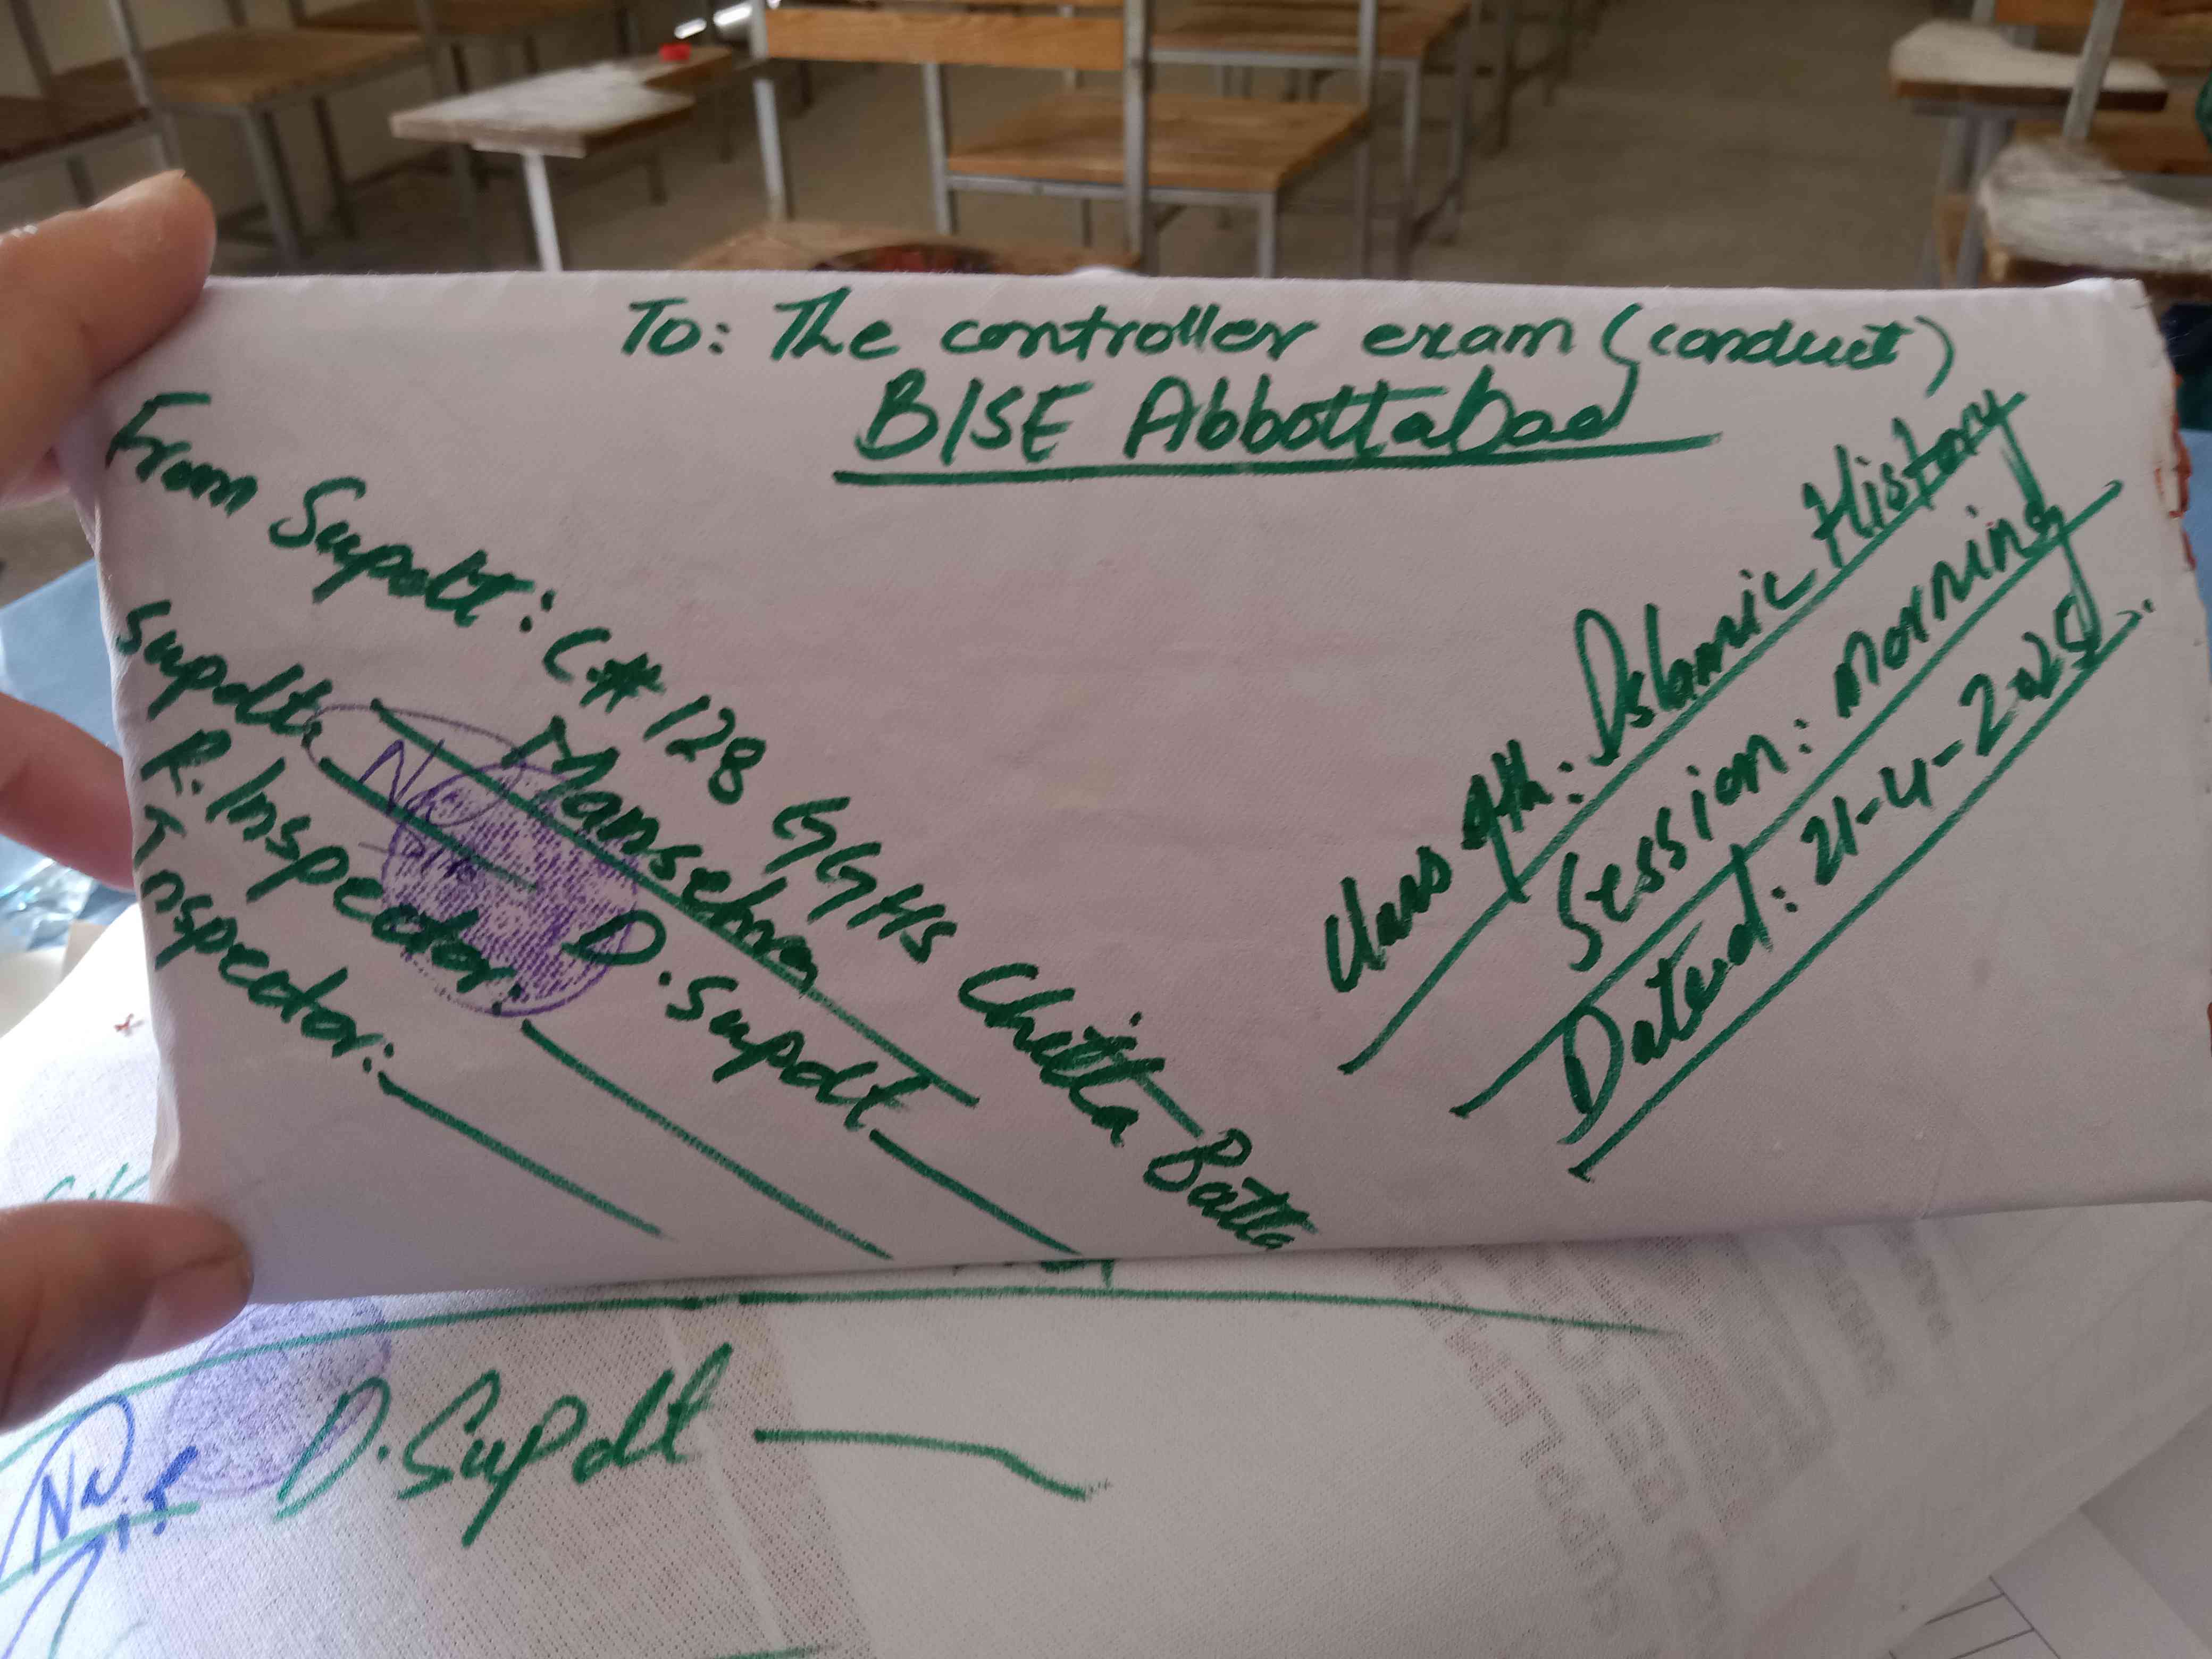 To: The controller exam (conduct)
BISE Abbottabad
From Supdt: C# 128 GGHS Chitta Batta
Mansehra
Supdt:
D. Supdt
R. Inspector:
Inspector:
Class 9th: Islamic History
Session: Morning
Dated: 21-4-2025
D. Supdt